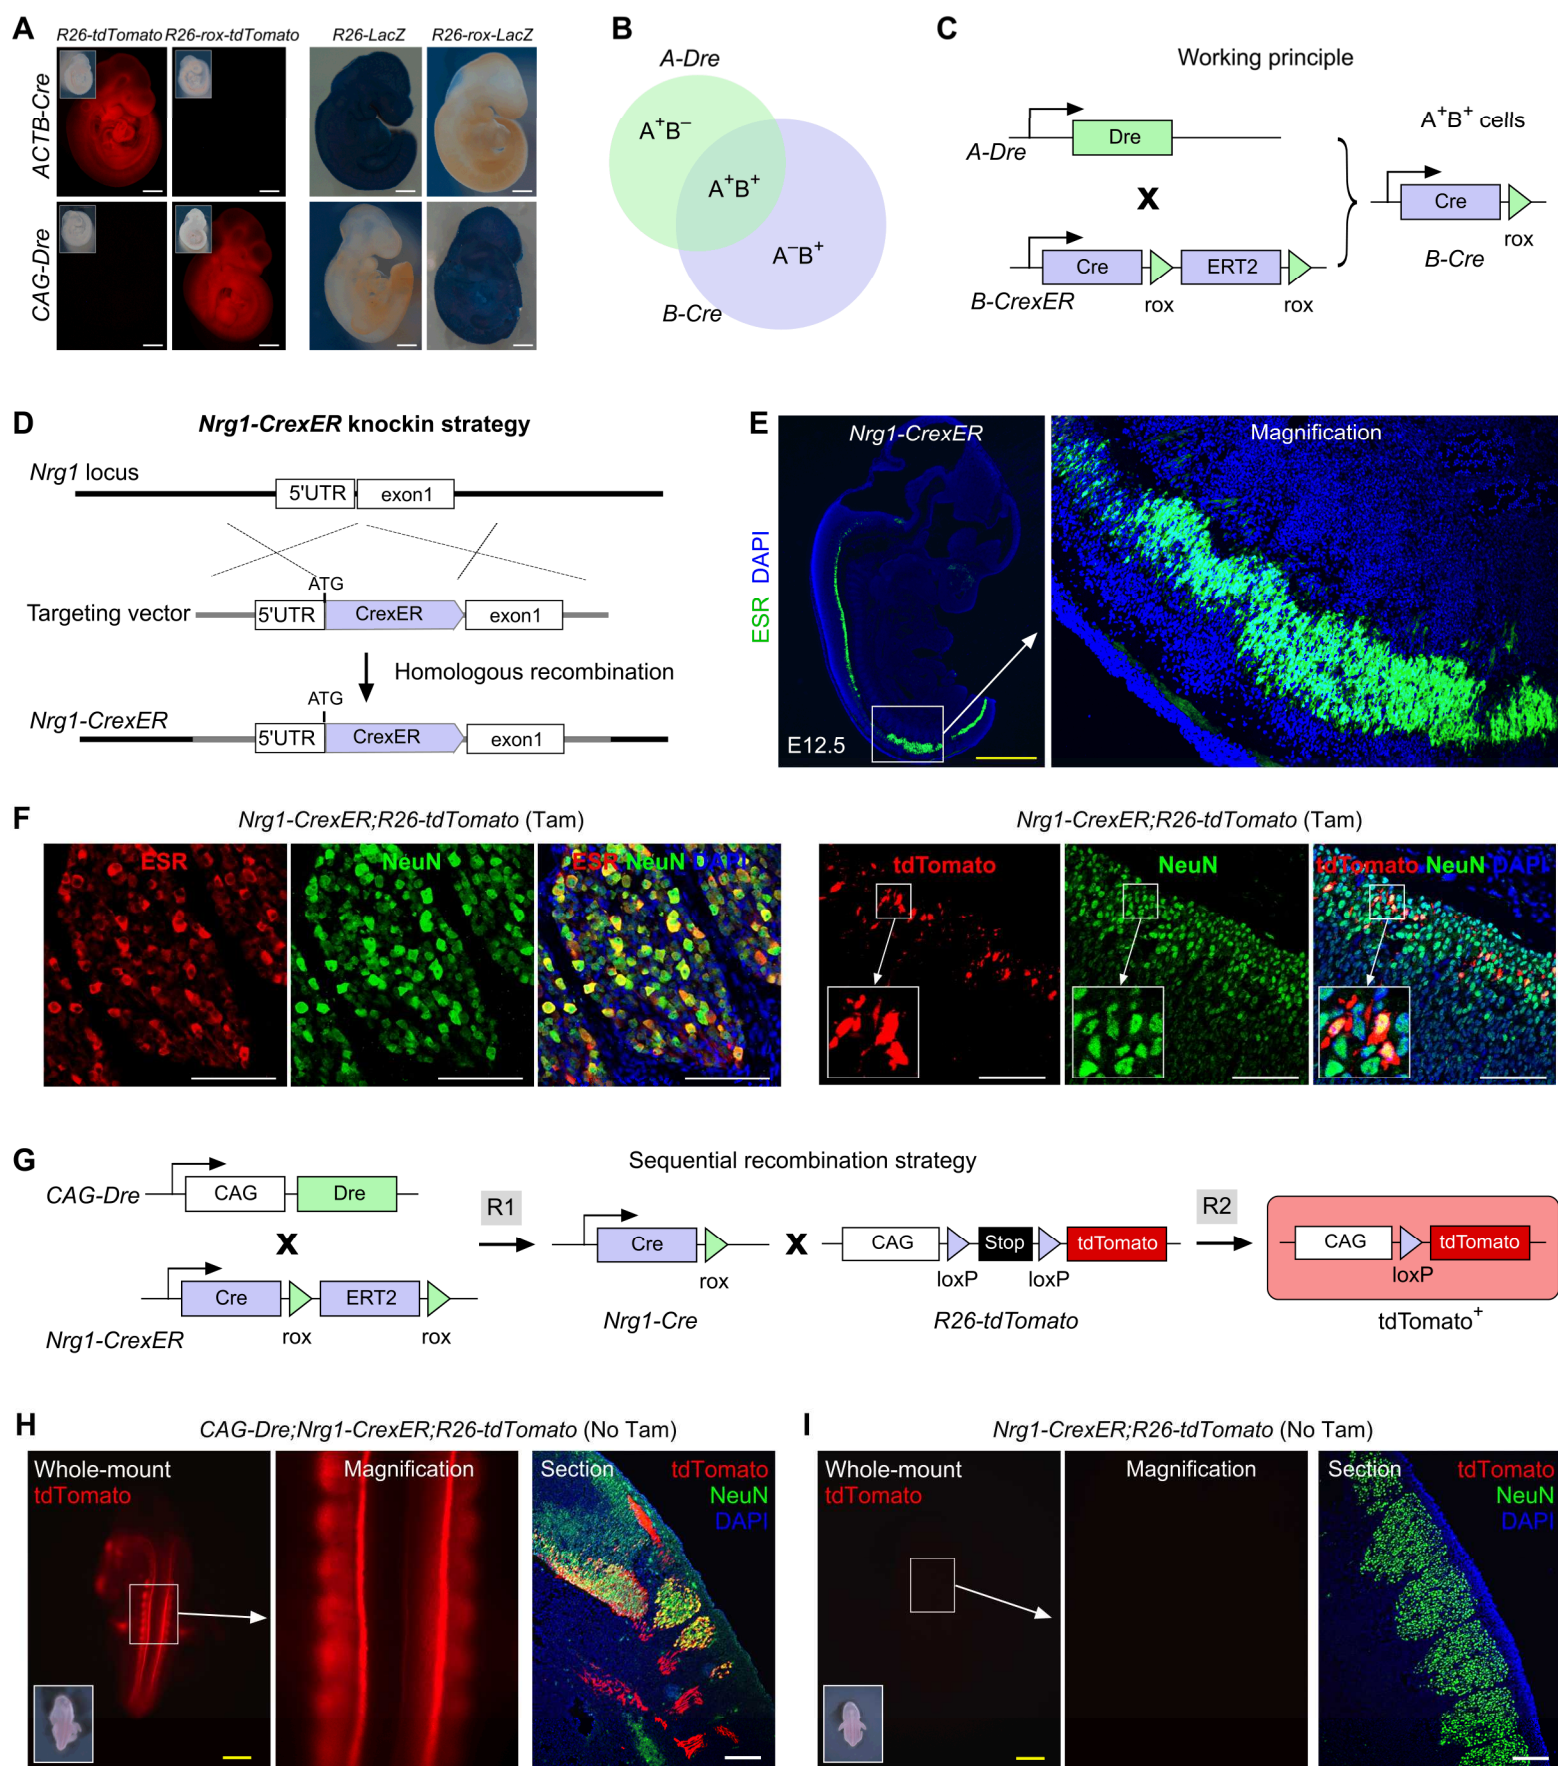 A
R26-tdTomato R26-rox-tdTomato
R26-LacZ
R26-rox-LacZ
ACTB-Cre
CAG-Dre
B
A-Dre
A+B–
A+B+
A–B+
B-Cre
C
Working principle
A-Dre
Dre
X
Cre
ERT2
B-CrexER
rox
rox
A+B+ cells
Cre
rox
B-Cre
D
Nrg1-CrexER knockin strategy
Nrg1 locus
5'UTR
exon1
ATG
Targeting vector
5'UTR
CrexER
exon1
Homologous recombination
ATG
Nrg1-CrexER
5'UTR
CrexER
exon1
E
ESR DAPI
Nrg1-CrexER
E12.5
Magnification
F
Nrg1-CrexER;R26-tdTomato (Tam)
ESR
NeuN
ESR NeuN DAPI
Nrg1-CrexER;R26-tdTomato (Tam)
tdTomato
NeuN
tdTomato NeuN DAPI
G
Sequential recombination strategy
CAG-Dre
CAG
Dre
X
Cre
ERT2
Nrg1-CrexER
rox
rox
R1
Cre
rox
Nrg1-Cre
X
CAG
Stop
tdTomato
loxP
loxP
R26-tdTomato
R2
CAG
tdTomato
loxP
tdTomato+
H
CAG-Dre;Nrg1-CrexER;R26-tdTomato (No Tam)
Whole-mount
tdTomato
Magnification
Section
tdTomato
NeuN
DAPI
I
Nrg1-CrexER;R26-tdTomato (No Tam)
Whole-mount
tdTomato
Magnification
Section
tdTomato
NeuN
DAPI